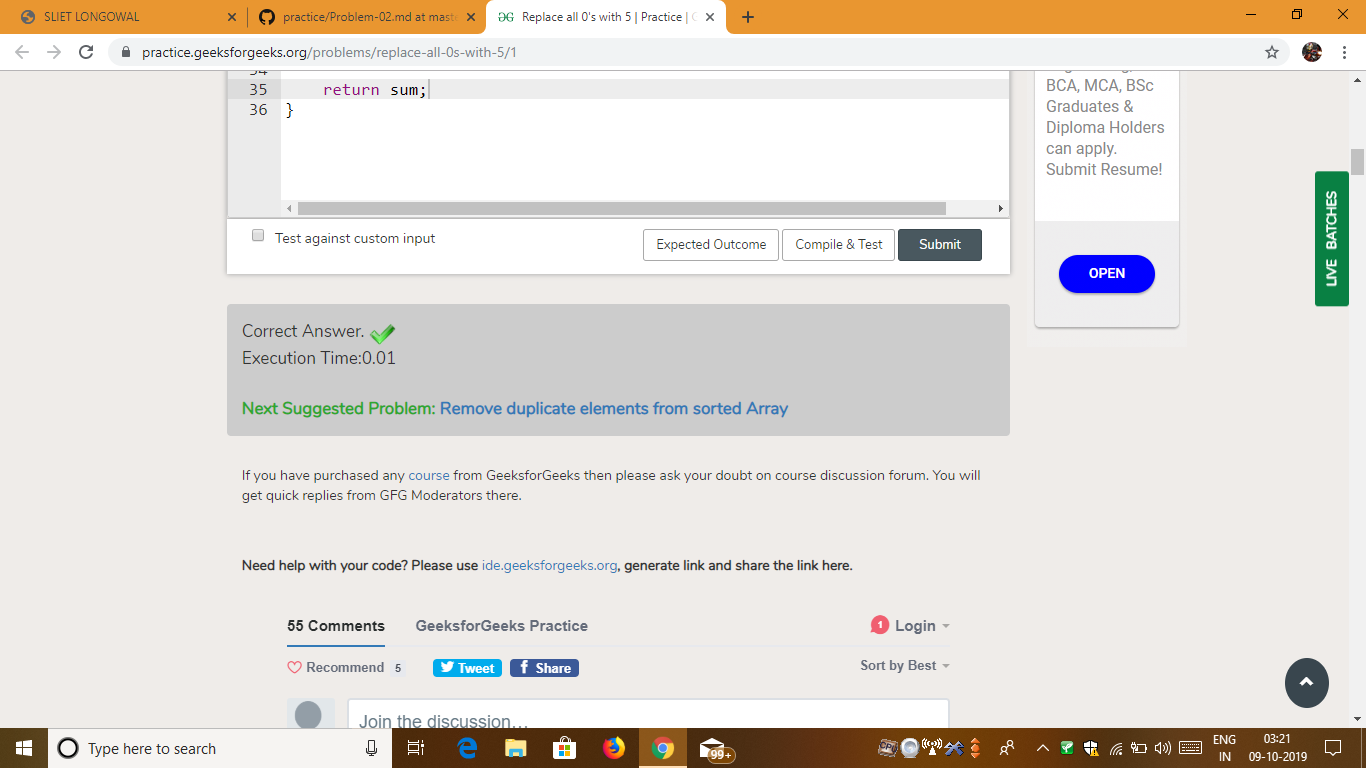 SLIET LONGOWAL
practice/Problem-02.md at mast
Replace all 0's with 5 | Practice |
practice.geeksforgeeks.org/problems/replace-all-0s-with-5/1
34
35 return sum;
36 }
Test against custom input
Expected Outcome
Compile & Test
Submit
BCA, MCA, BSc
Graduates &
Diploma Holders
can apply.
Submit Resume!
OPEN
LIVE BATCHES
Correct Answer.
Execution Time:0.01
Next Suggested Problem: Remove duplicate elements from sorted Array
If you have purchased any course from GeeksforGeeks then please ask your doubt on course discussion forum. You will
get quick replies from GFG Moderators there.
Need help with your code? Please use ide.geeksforgeeks.org, generate link and share the link here.
55 Comments GeeksforGeeks Practice 1 Login
Recommend 5 Tweet f Share Sort by Best
Join the discussion…
Type here to search
99+
ENG
IN
03:21
09-10-2019